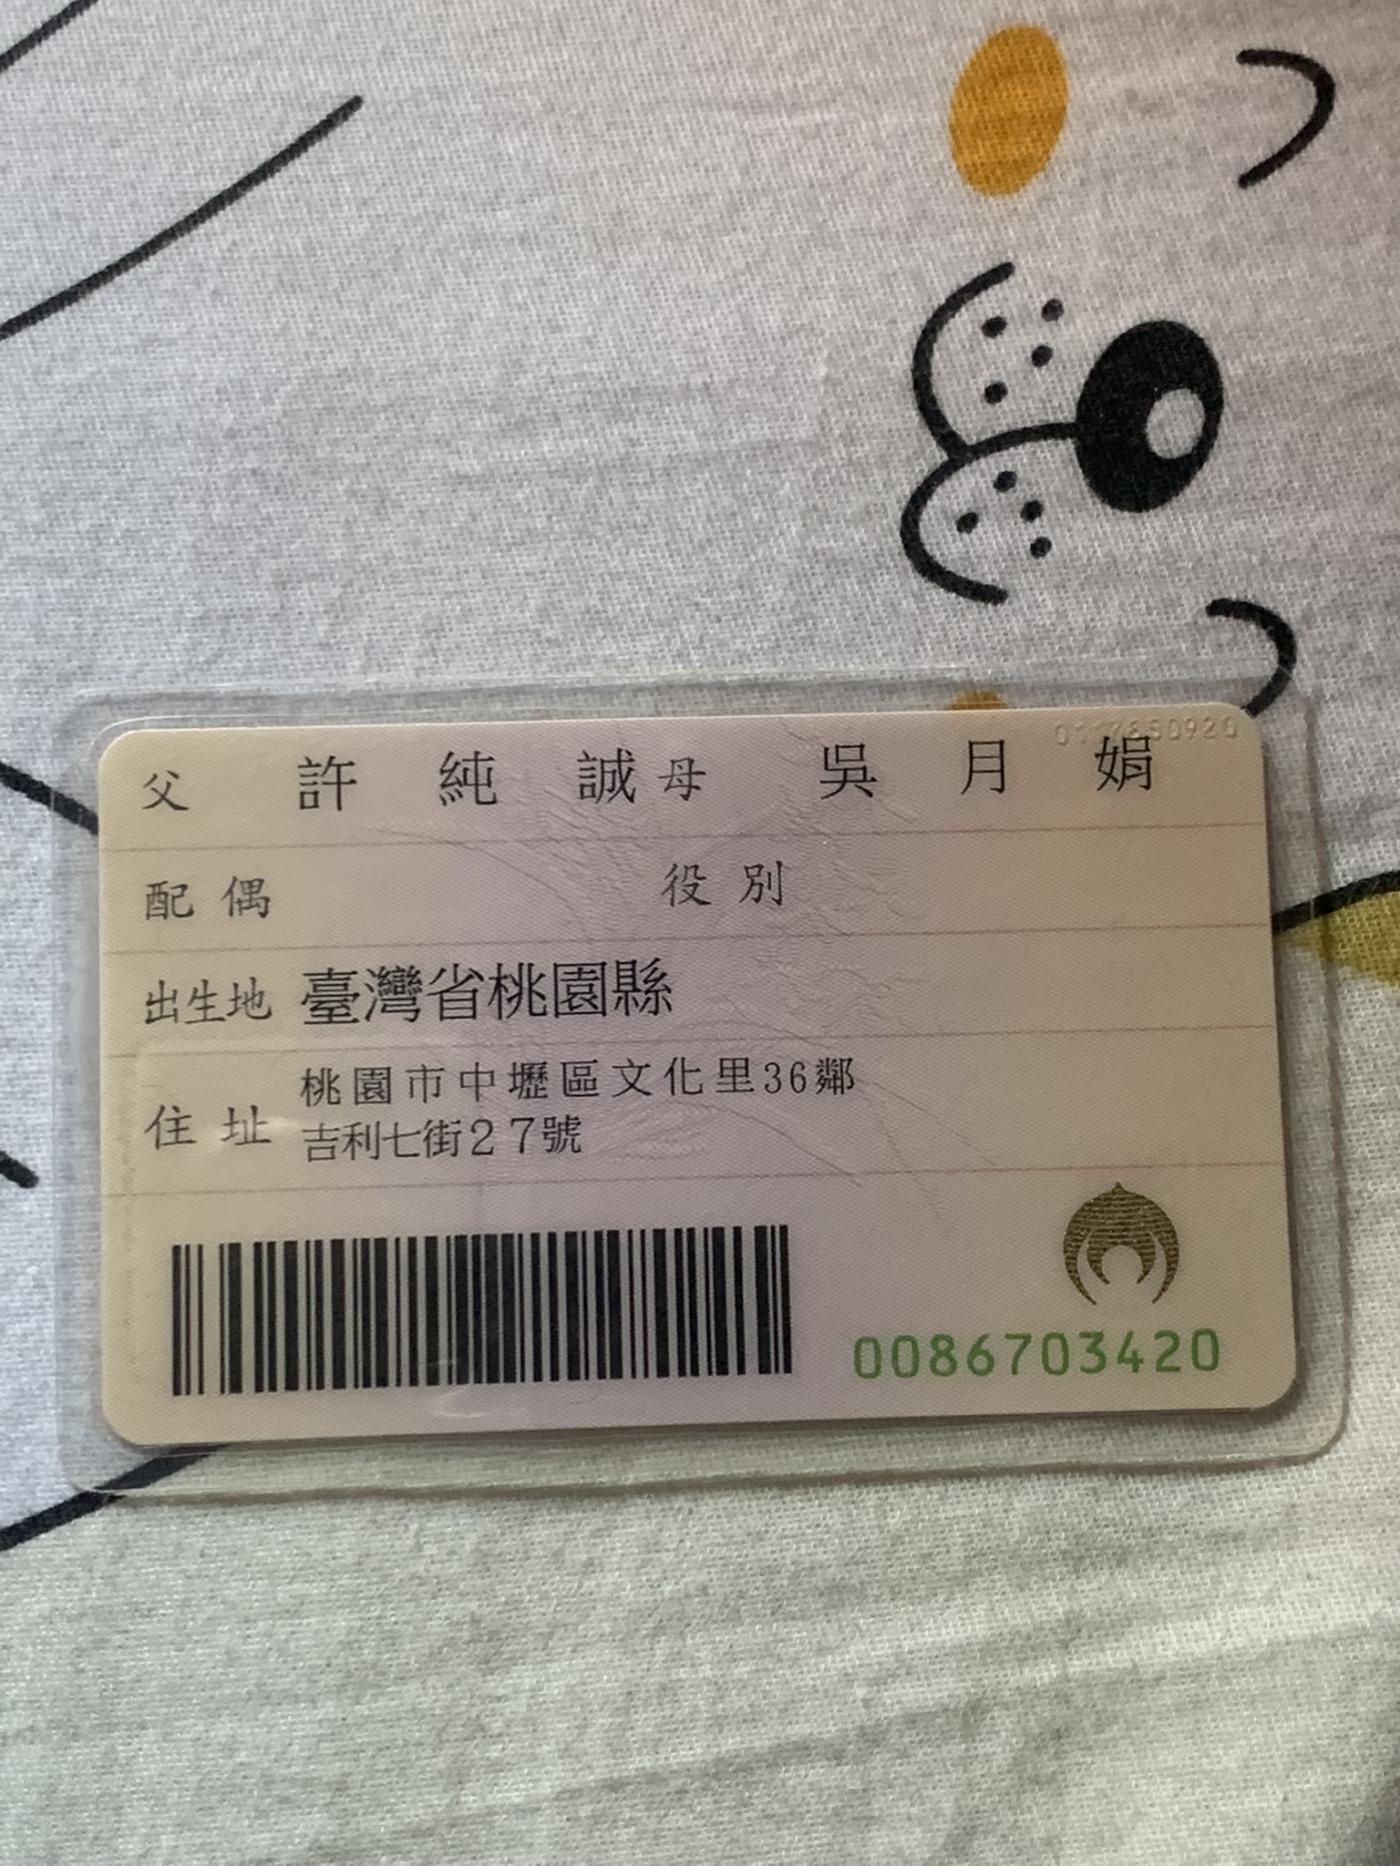 父 許純誠 母 吳月娟
配偶 役別
出生地 臺灣省桃園縣
住址 桃園市中壢區文化里36鄰
吉利七街27號
0086703420